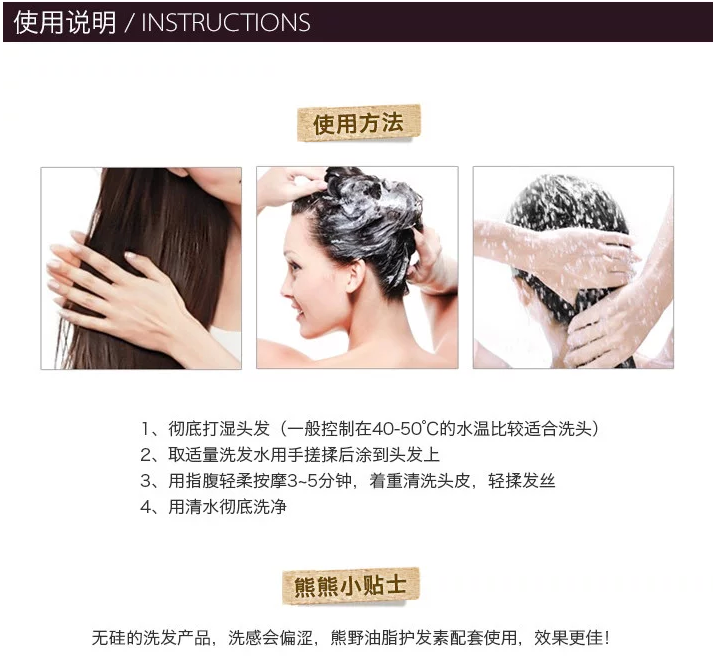 使用说明 / INSTRUCTIONS
使用方法
1、彻底打湿头发（一般控制在40-50℃的水温比较适合洗头）
2、取适量洗发水用手搓揉后涂到头发上
3、用指腹轻柔按摩3~5分钟，着重清洗头皮，轻揉发丝
4、用清水彻底洗净
熊熊小贴士
无硅的洗发产品，洗感会偏涩，熊野油脂护发素配套使用，效果更佳！